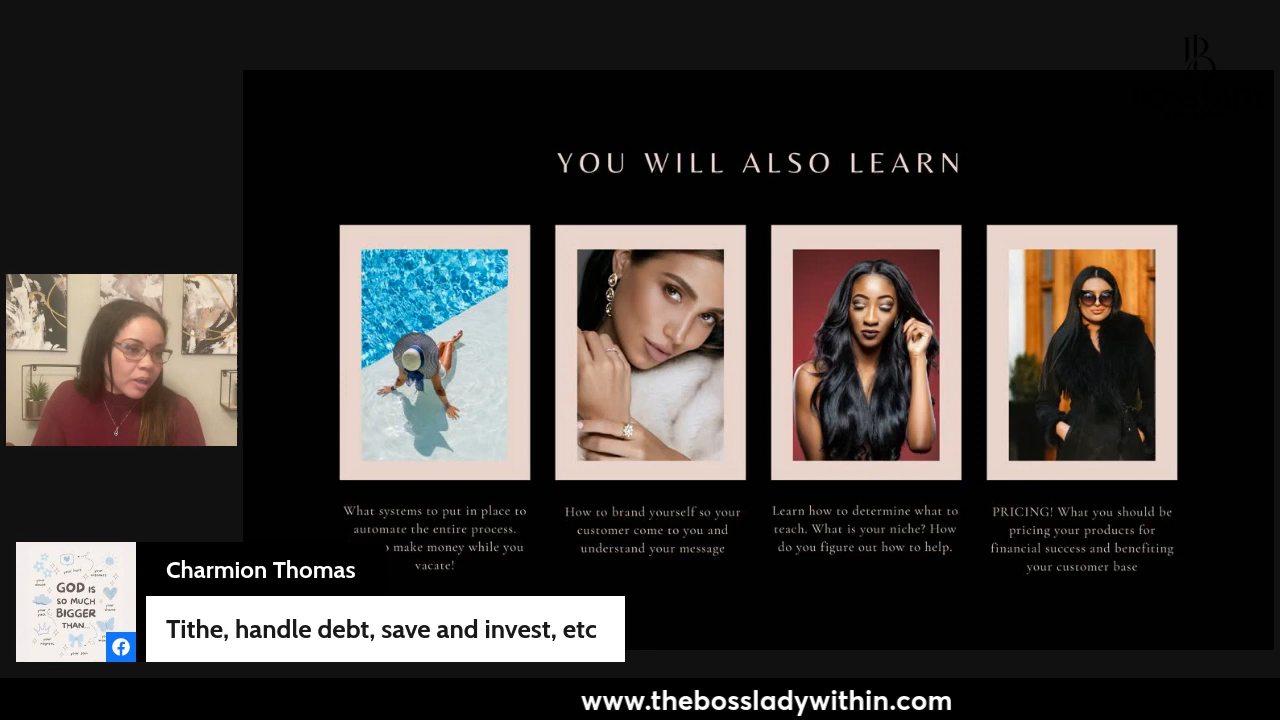 YOU WILL ALSO LEARN
What systems to put in place to
automate the entire process.
make money while you
vacate!
How to brand yourself so your
customer come to you and
understand your message
Learn how to determine what to
teach. What is your niche? How
do you figure out how to help.
PRICING! What you should be
pricing your products for
financial success and benefiting
your customer base
GOD IS
SO MUCH
BIGGER
THAN...
Charmion Thomas
Tithe, handle debt, save and invest, etc
www.thebossladywithin.com